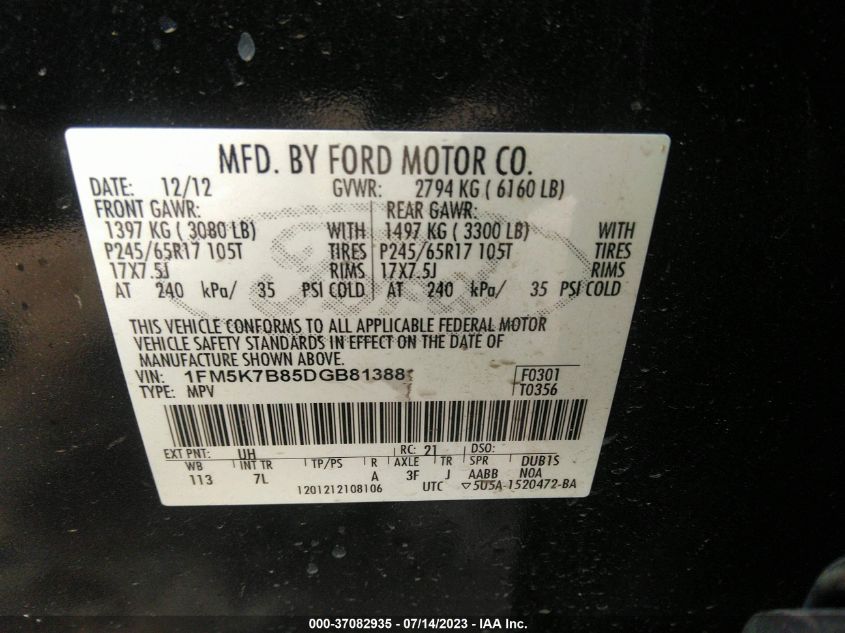 MFD. BY FORD MOTOR CO.
DATE: 12/12 GVWR: 2794 KG ( 6160 LB)
FRONT GAWR: REAR GAWR:
1397 KG ( 3080 LB) WITH 1497 KG ( 3300 LB) WITH
P245/65R17 105T TIRES P245/65R17 105T TIRES
17X7.5J RIMS 17X7.5J RIMS
AT 240 kPa/ 35 PSI COLD AT 240 kPa/ 35 PSI COLD
THIS VEHICLE CONFORMS TO ALL APPLICABLE FEDERAL MOTOR
VEHICLE SAFETY STANDARDS IN EFFECT ON THE DATE OF
MANUFACTURE SHOWN ABOVE.
VIN: 1FM5K7B85DGB81388 F0301
TYPE: MPV T0356
EXT PNT: UH RC: 21 DSO:
WB INT TR TP/PS R AXLE TR SPR DUB1S
113 7L A 3F J AABB N0A
1201212108106 UTC ▽5U5A-1520472-BA
000-37082935 - 07/14/2023 - IAA Inc.